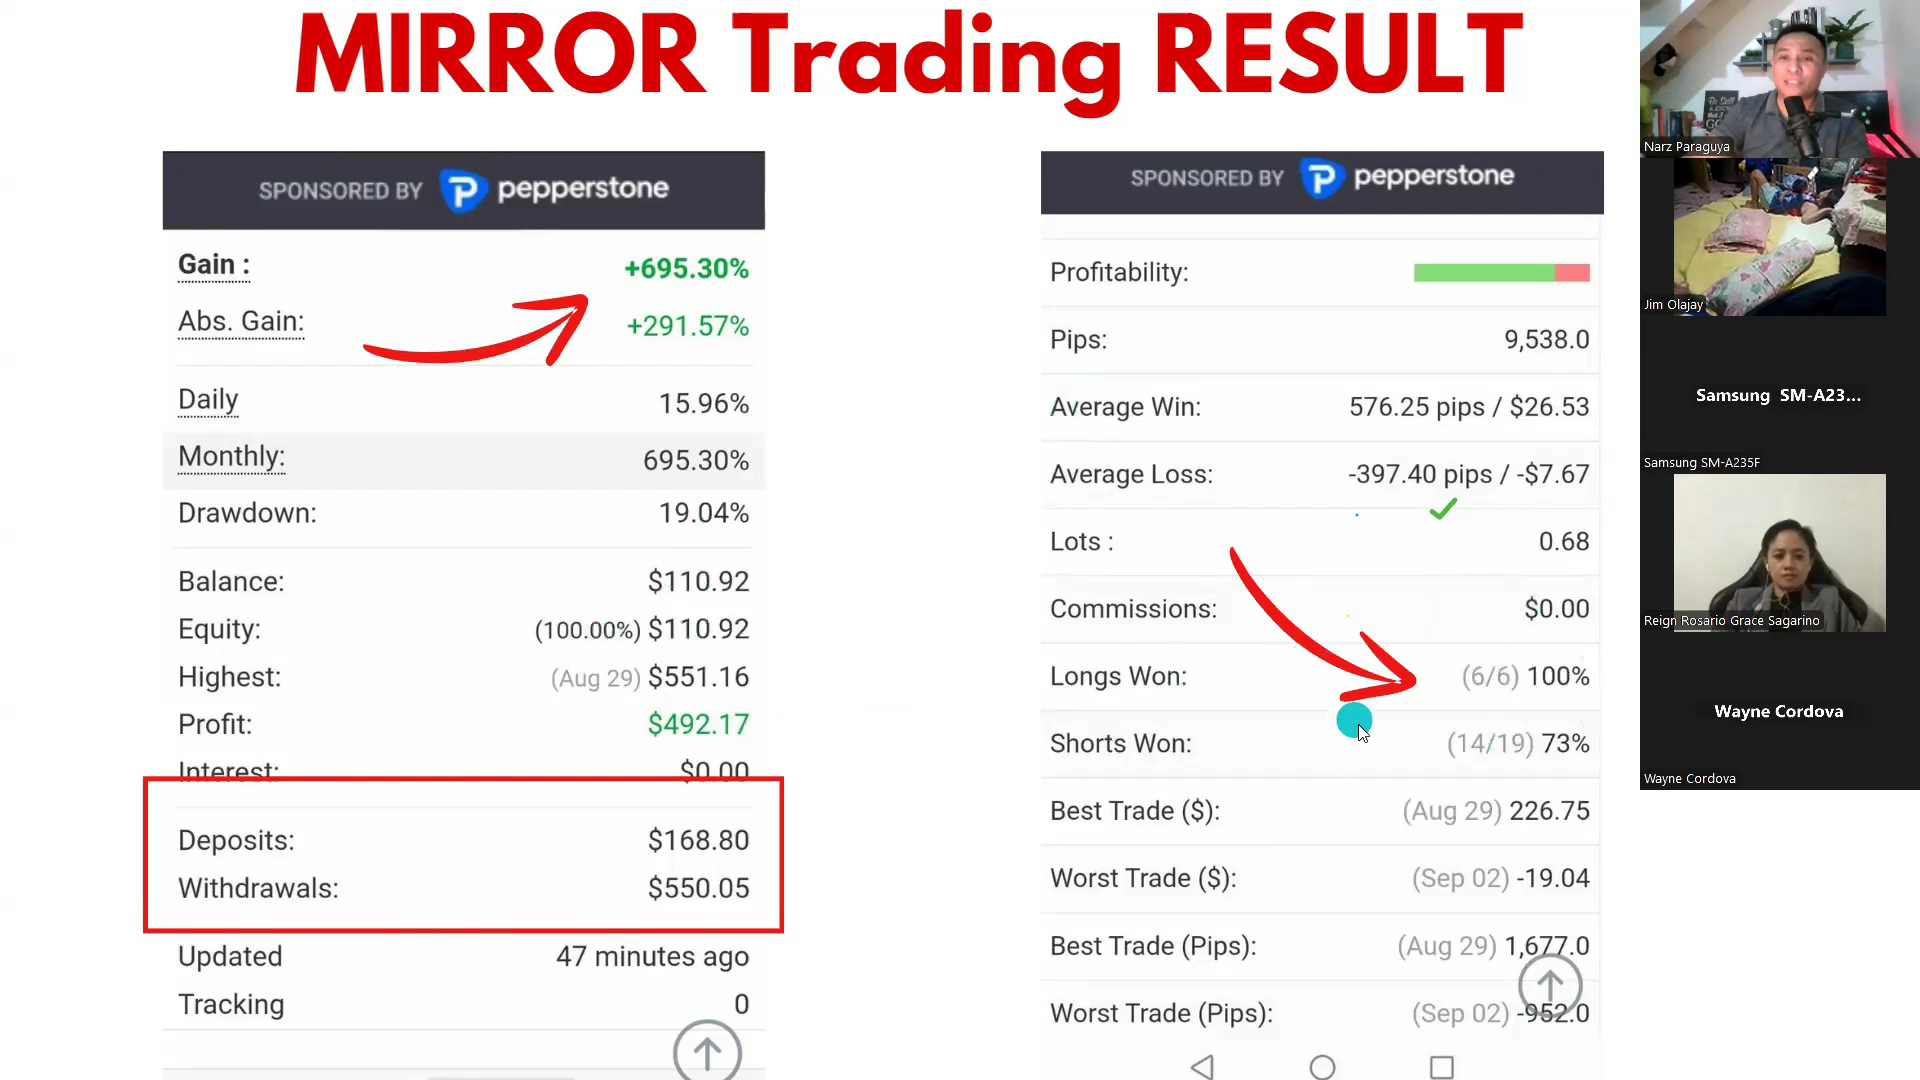 MIRROR Trading RESULT
SPONSORED BY pepperstone
Gain : +695.30%
Abs. Gain: +291.57%
Daily 15.96%
Monthly: 695.30%
Drawdown: 19.04%
Balance: $110.92
Equity: (100.00%) $110.92
Highest: (Aug 29) $551.16
Profit: $492.17
Interest: $0.00
Deposits: $168.80
Withdrawals: $550.05
Updated 47 minutes ago
Tracking 0
SPONSORED BY pepperstone
Profitability:
Pips: 9,538.0
Average Win: 576.25 pips / $26.53
Average Loss: -397.40 pips / -$7.67
Lots : 0.68
Commissions: $0.00
Longs Won: (6/6) 100%
Shorts Won: (14/19) 73%
Best Trade ($): (Aug 29) 226.75
Worst Trade ($): (Sep 02) -19.04
Best Trade (Pips): (Aug 29) 1,677.0
Worst Trade (Pips): (Sep 02) -952.0
Narz Paraguya
Jim Olajay
Samsung SM-A23...
Samsung SM-A235F
Reign Rosario Grace Sagarino
Wayne Cordova
Wayne Cordova